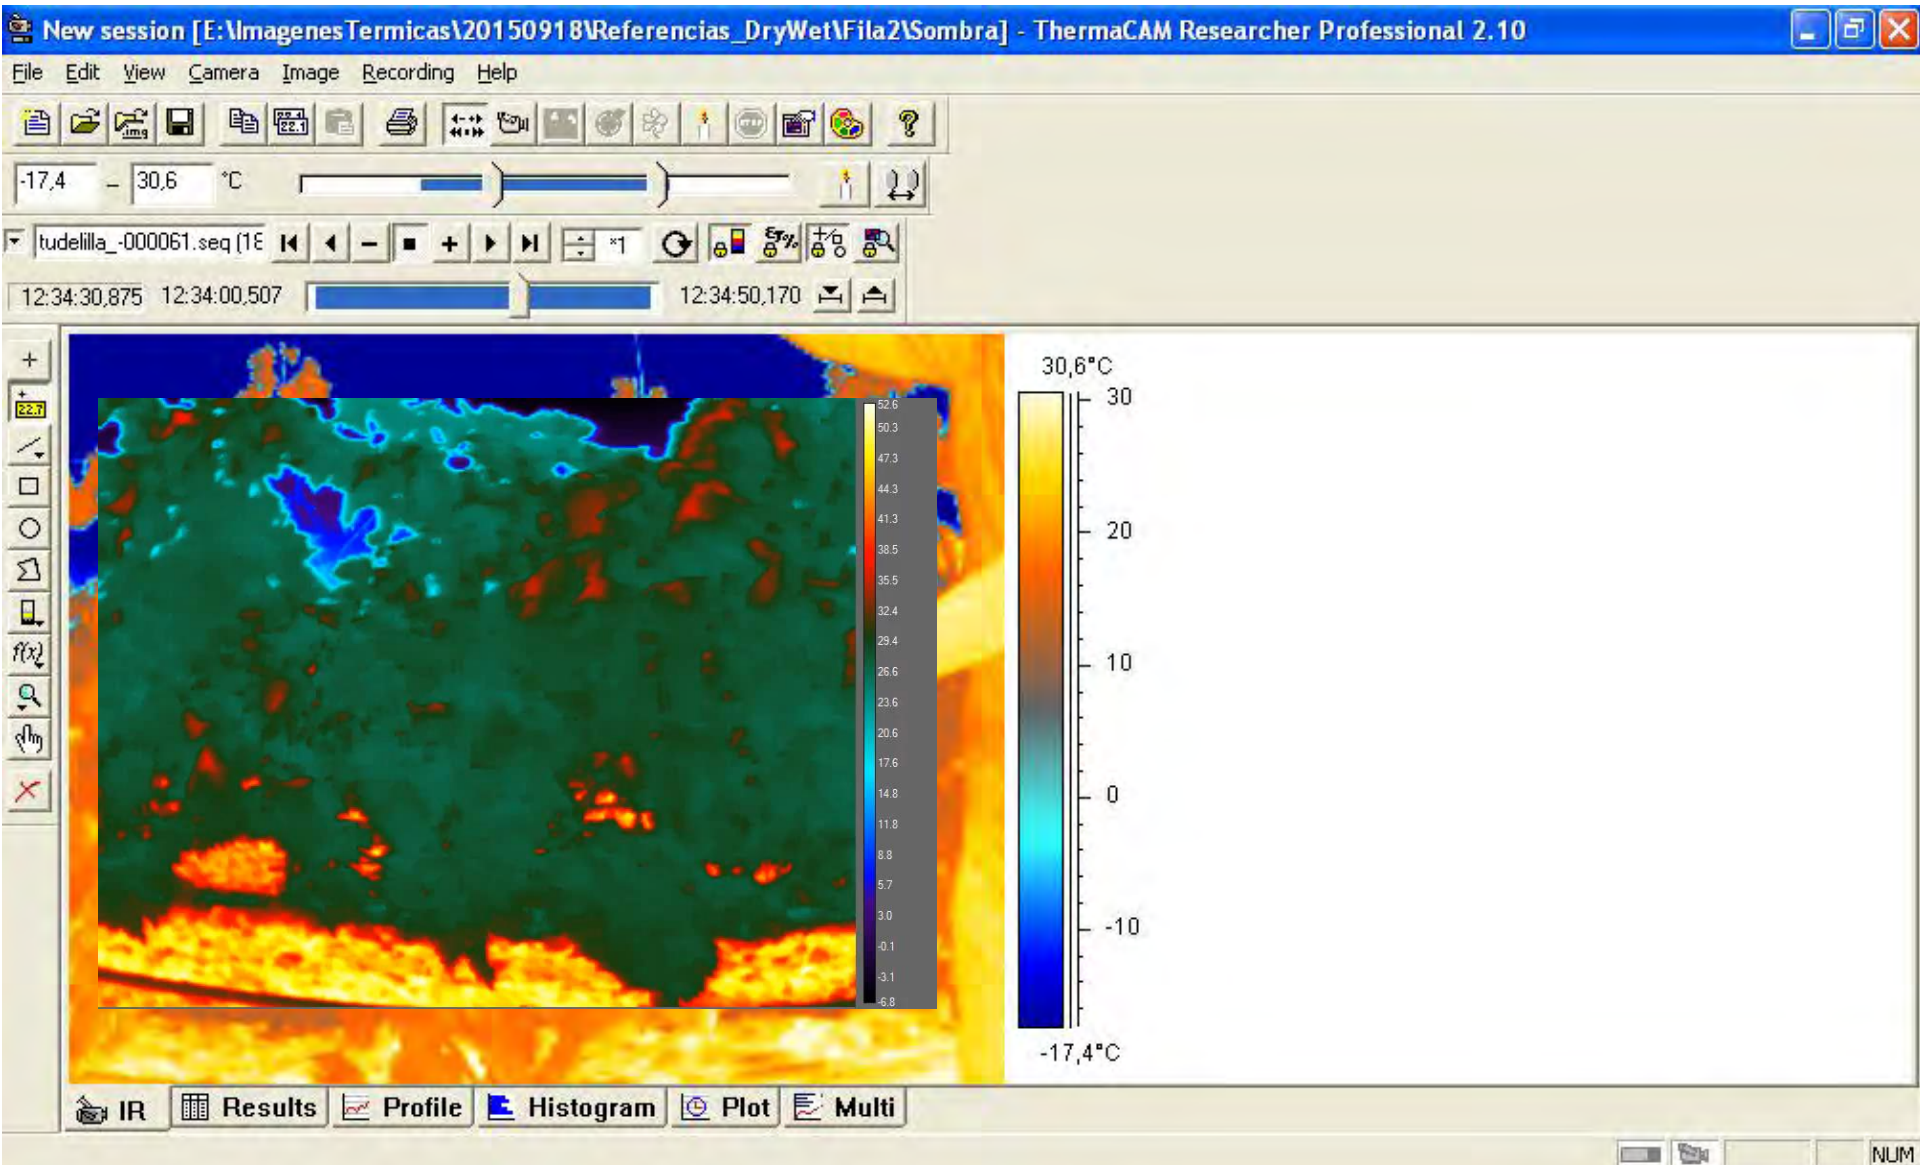 New session [E:\ImagenesTermicas\20150918\Referencias_DryWet\Fila2\Sombra] - ThermaCAM Researcher Professional 2.10
File Edit View Camera Image Recording Help
-17,4 – 30,6 °C
tudelilla_-000061.seq (18 *1
12:34:30,875 12:34:00,507 12:34:50,170
22.7
f(x)
30,6°C
30
20
10
0
-10
-17,4°C
52.6
50.3
47.3
44.3
41.3
38.5
35.5
32.4
29.4
26.6
23.6
20.6
17.6
14.8
11.8
8.8
5.7
3.0
-0.1
-3.1
-6.8
IR Results Profile Histogram Plot Multi
NUM